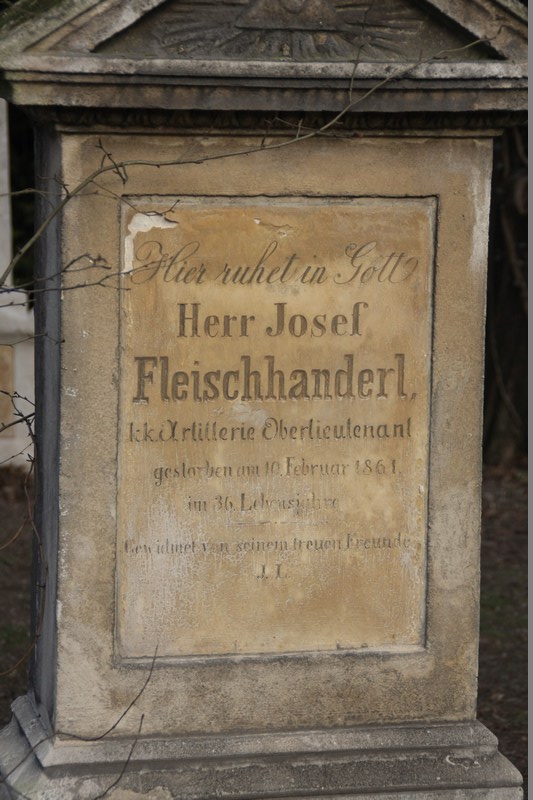 Hier ruhet in Gott
Herr Josef
Fleischhanderl,
k.k. Artillerie Oberlieutenant
gestorben am 10. Februar 1861.
im 36. Lebensjahre
Gewidmet von seinem treuen Freunde
J. L.